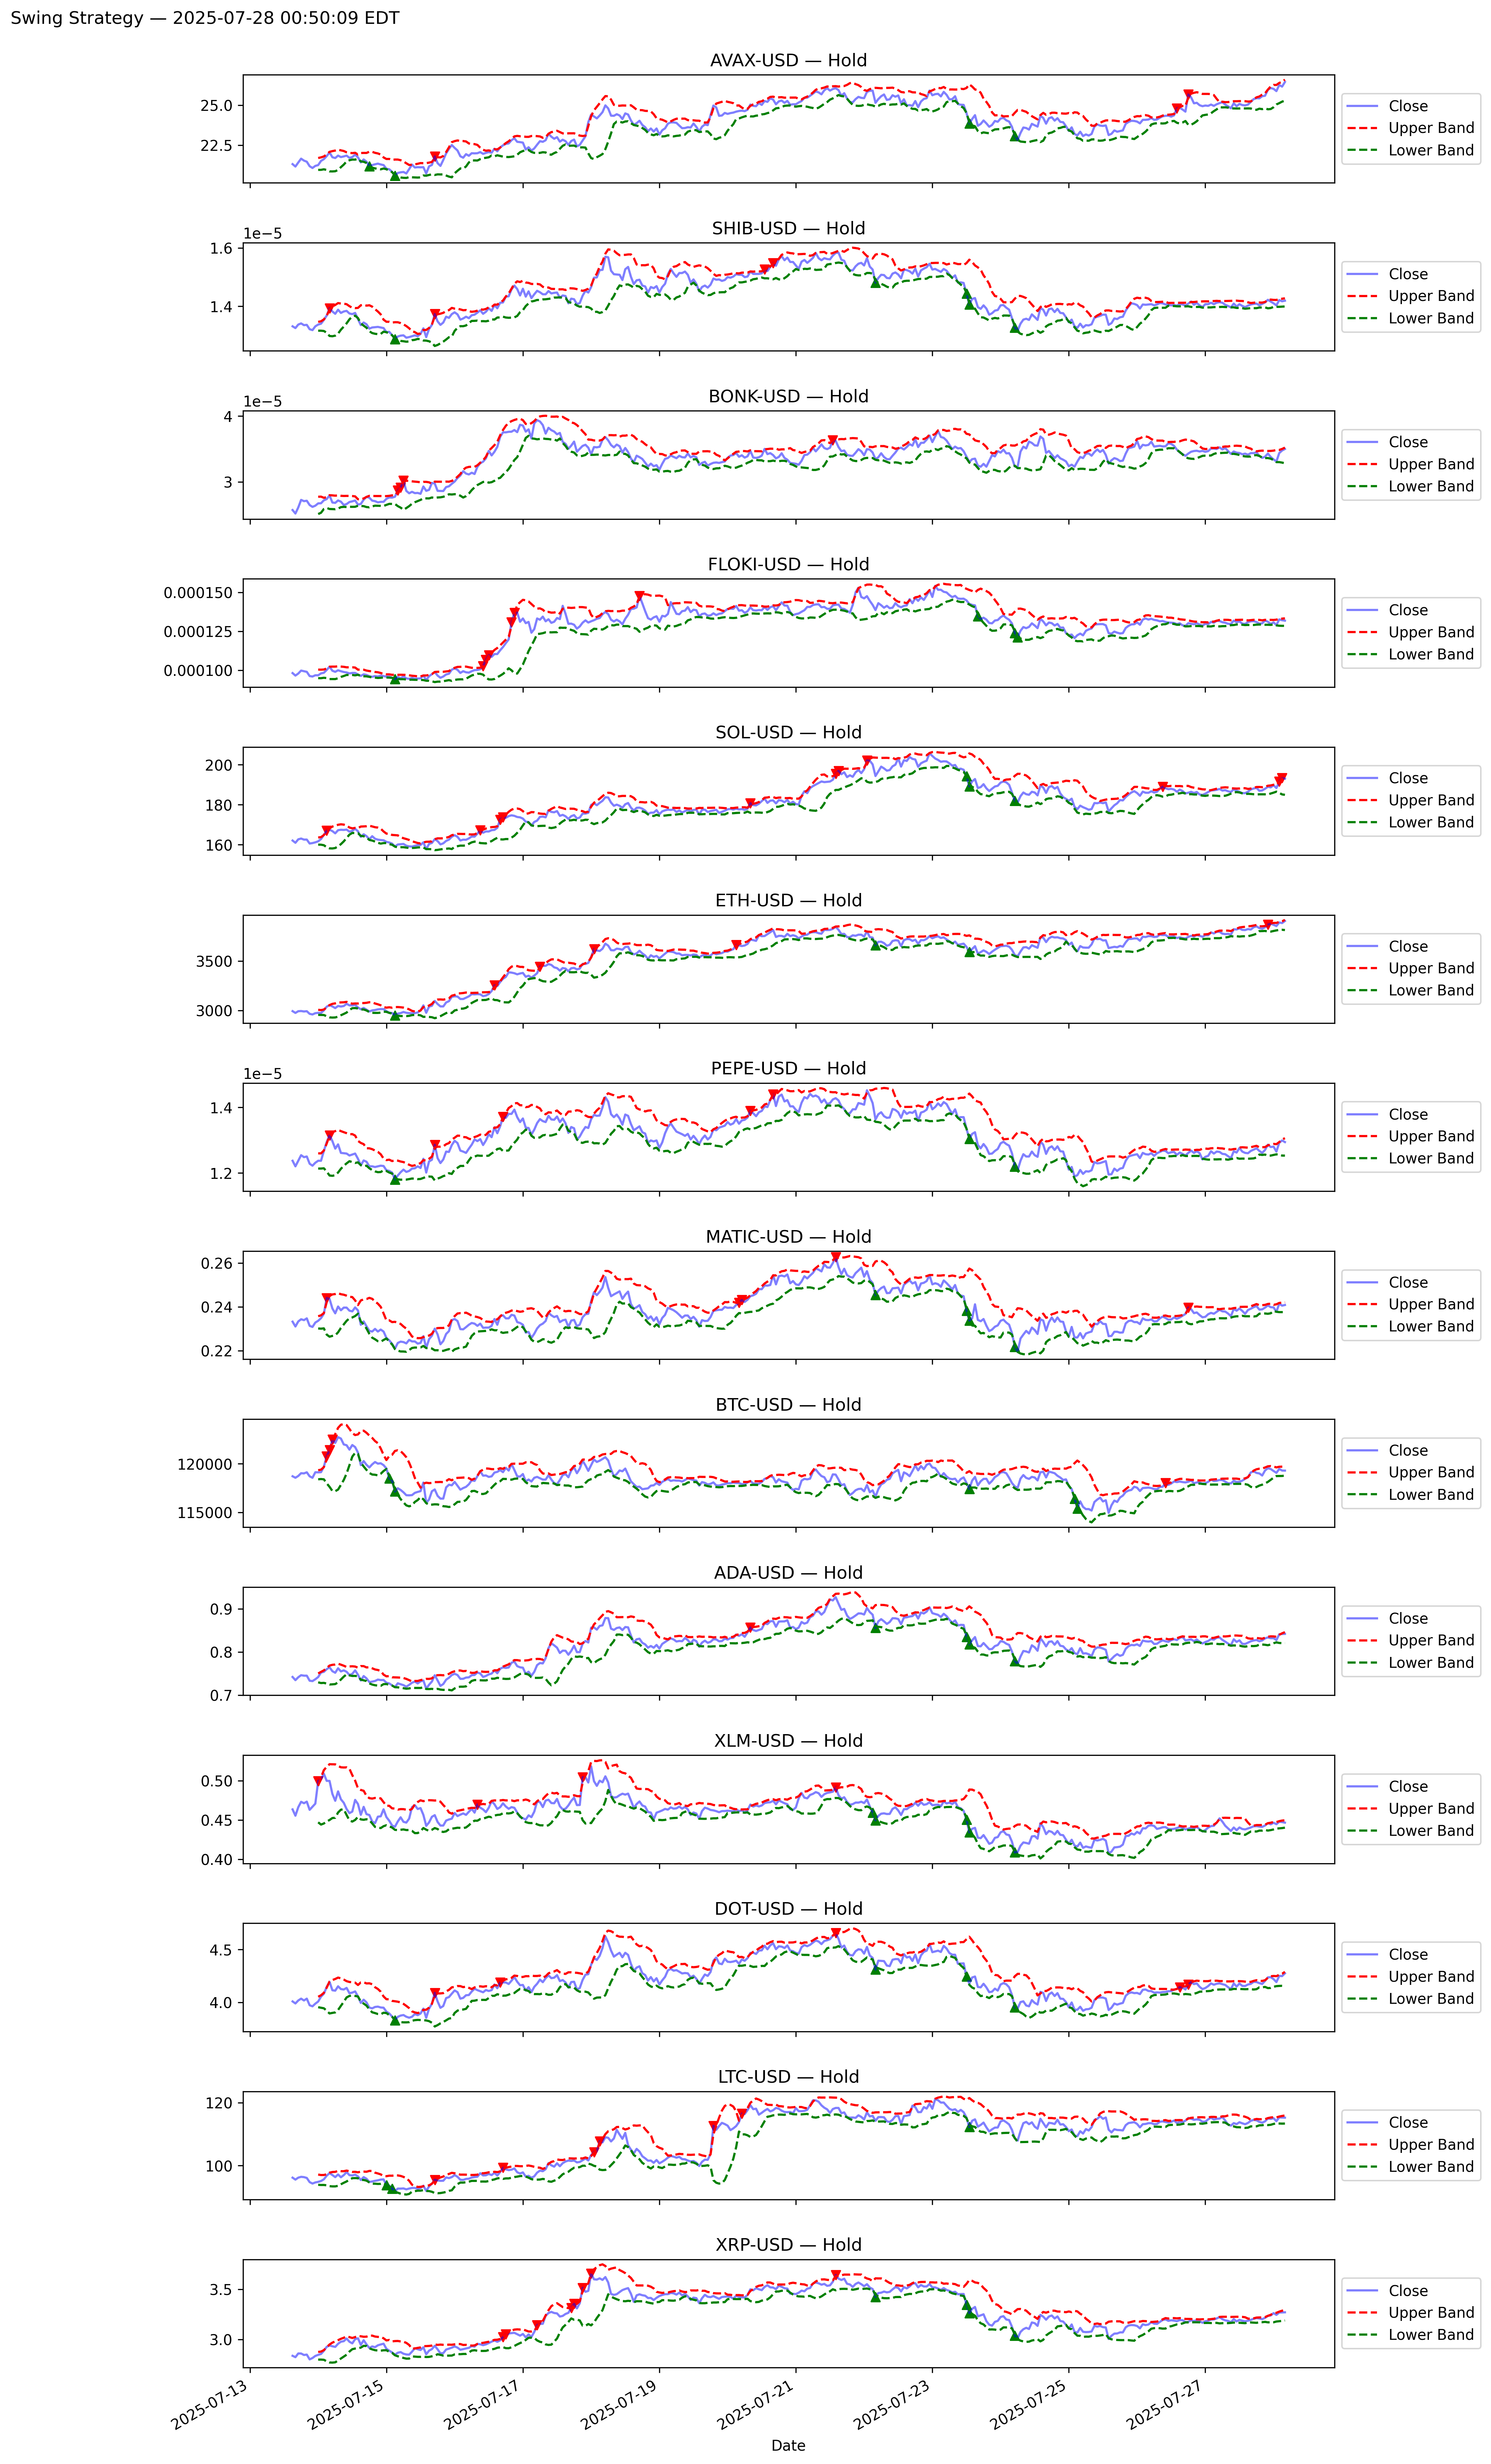 Swing Strategy — 2025-07-28 00:50:09 EDT
AVAX-USD — Hold
25.0
22.5
Close
Upper Band
Lower Band
SHIB-USD — Hold
1e−5
1.6
1.4
Close
Upper Band
Lower Band
BONK-USD — Hold
1e−5
4
3
Close
Upper Band
Lower Band
FLOKI-USD — Hold
0.000150
0.000125
0.000100
Close
Upper Band
Lower Band
SOL-USD — Hold
200
180
160
Close
Upper Band
Lower Band
ETH-USD — Hold
3500
3000
Close
Upper Band
Lower Band
PEPE-USD — Hold
1e−5
1.4
1.2
Close
Upper Band
Lower Band
MATIC-USD — Hold
0.26
0.24
0.22
Close
Upper Band
Lower Band
BTC-USD — Hold
120000
115000
Close
Upper Band
Lower Band
ADA-USD — Hold
0.9
0.8
0.7
Close
Upper Band
Lower Band
XLM-USD — Hold
0.50
0.45
0.40
Close
Upper Band
Lower Band
DOT-USD — Hold
4.5
4.0
Close
Upper Band
Lower Band
LTC-USD — Hold
120
100
Close
Upper Band
Lower Band
XRP-USD — Hold
3.5
3.0
Close
Upper Band
Lower Band
2025-07-13
2025-07-15
2025-07-17
2025-07-19
2025-07-21
2025-07-23
2025-07-25
2025-07-27
Date